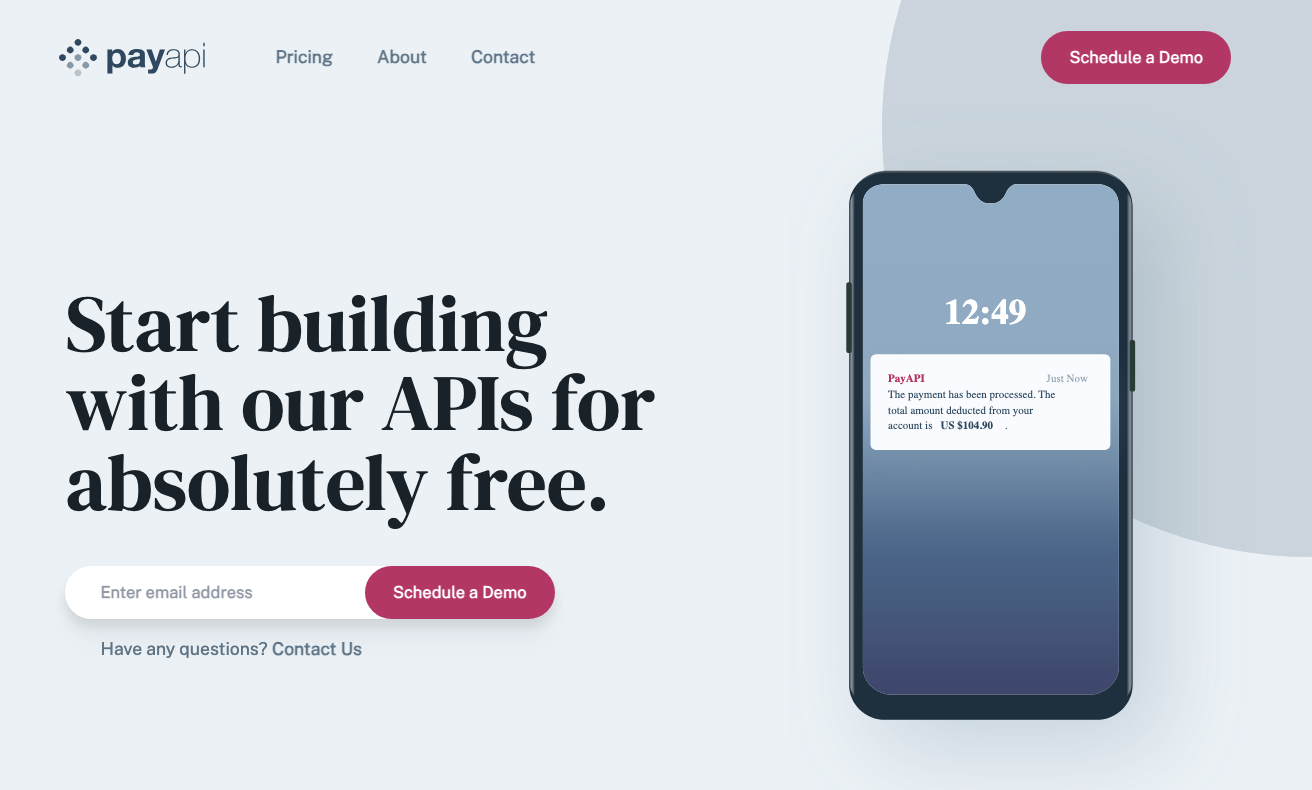 payapi
Pricing
About
Contact
Schedule a Demo
Start building
with our APIs for
absolutely free.
Enter email address
Schedule a Demo
Have any questions? Contact Us
12:49
PayAPI
Just Now
The payment has been processed. The
total amount deducted from your
account is US $104.90 .